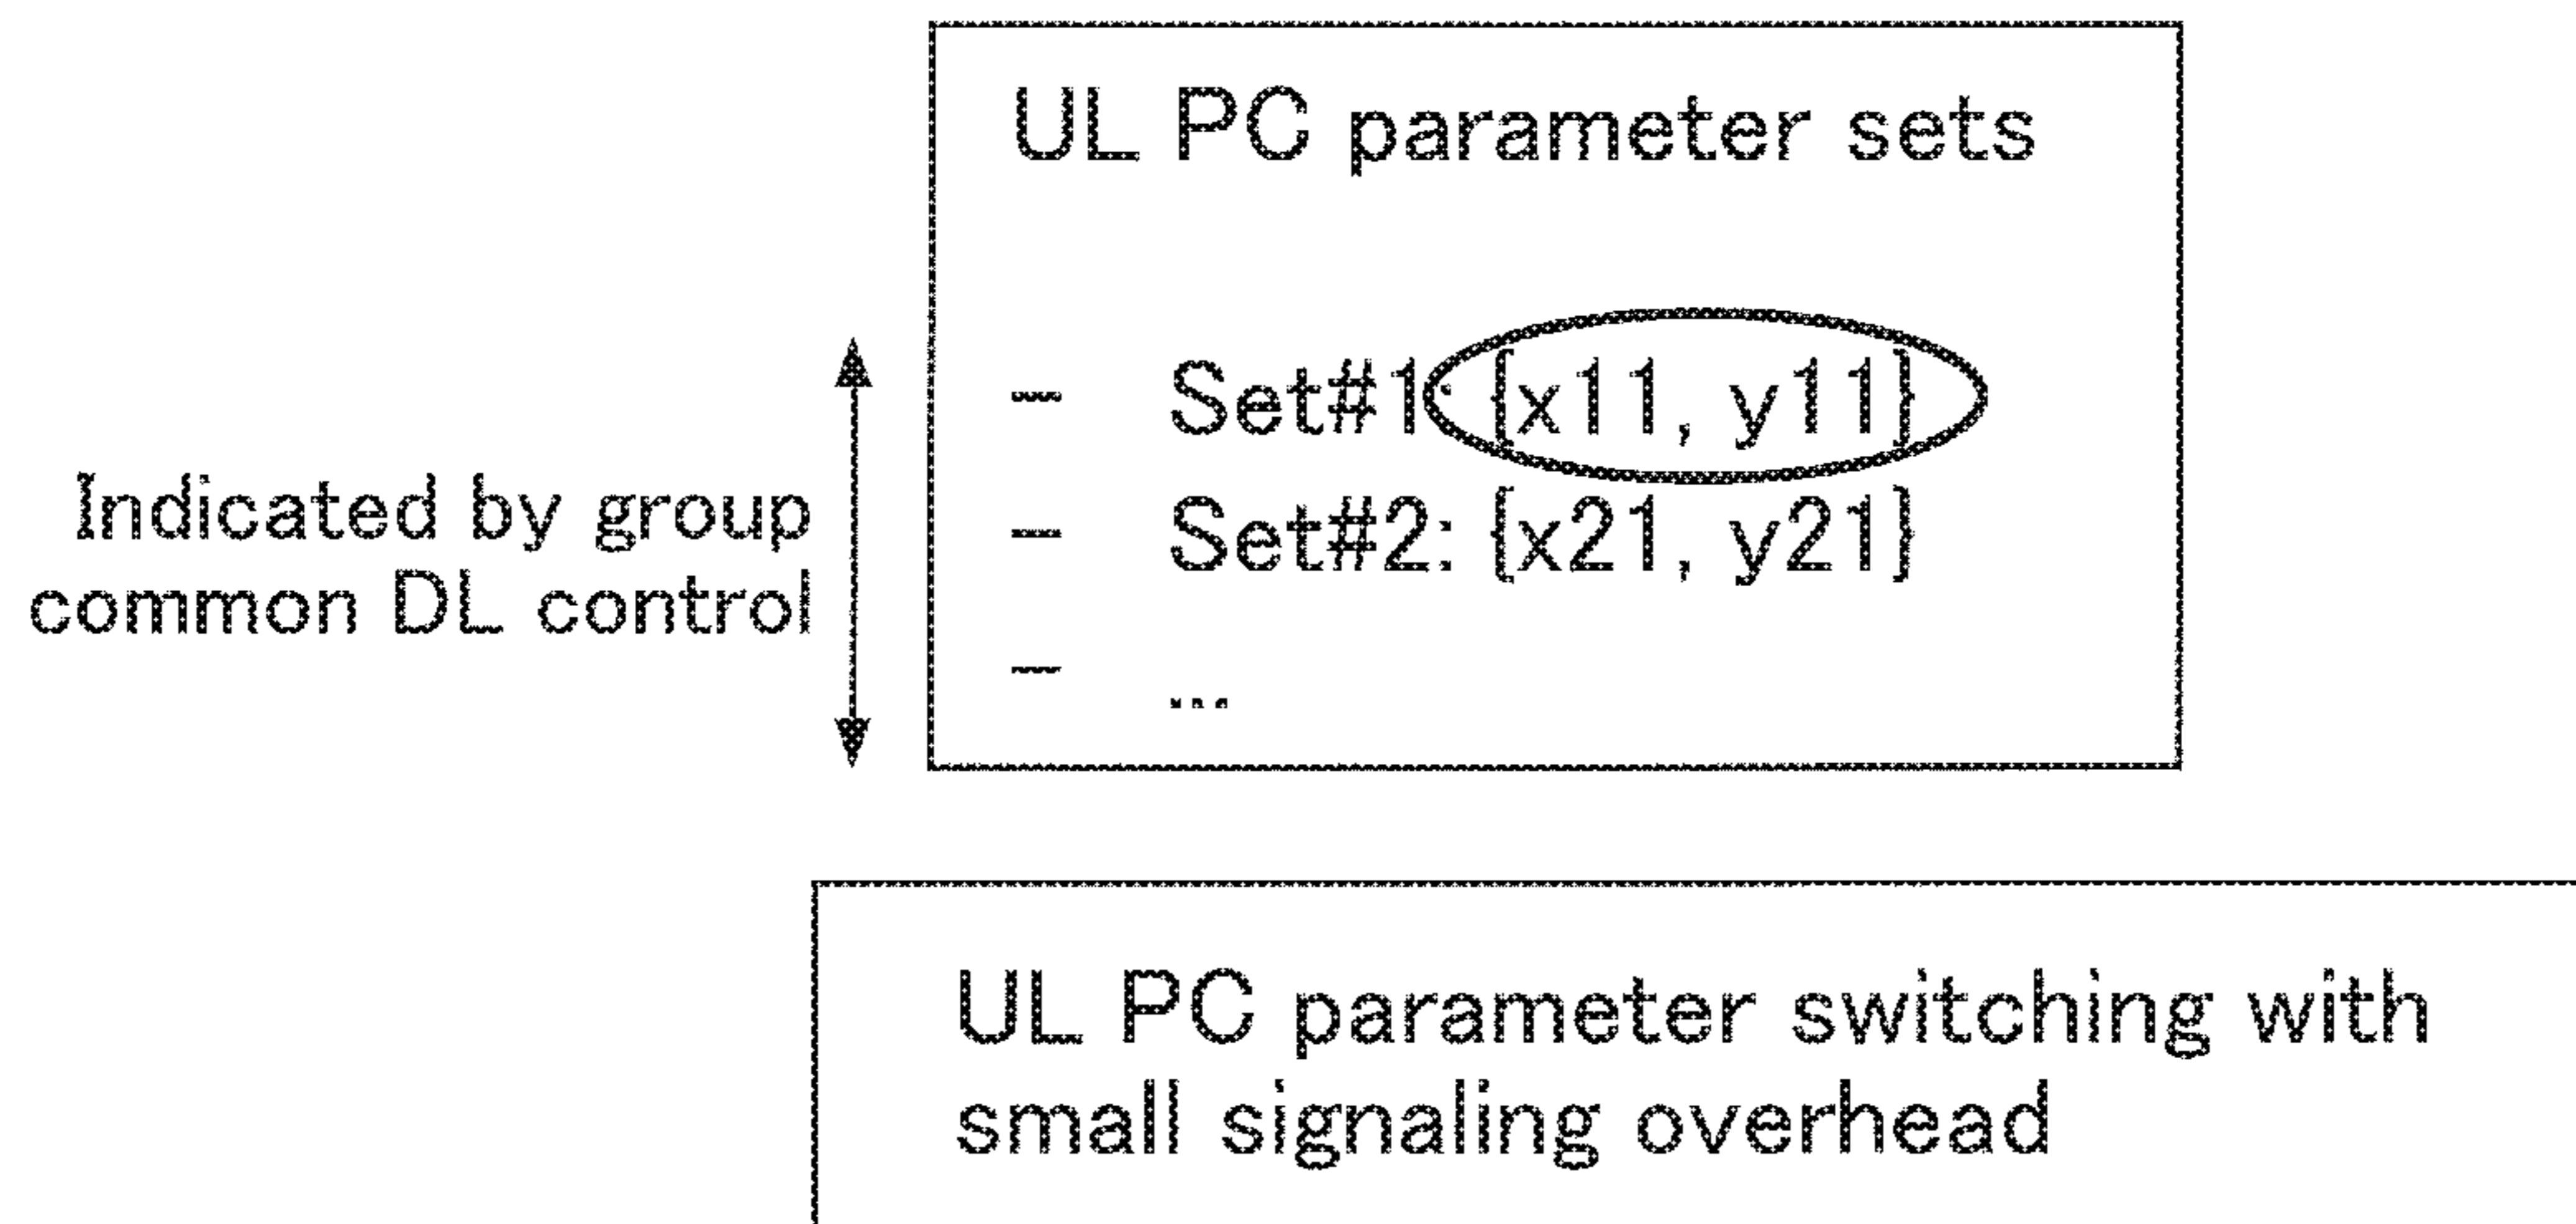 UL PC parameter sets
- Set#1: {x11, y11}
- Set#2: {x21, y21}
- ...
Indicated by group
common DL control
UL PC parameter switching with
small signaling overhead